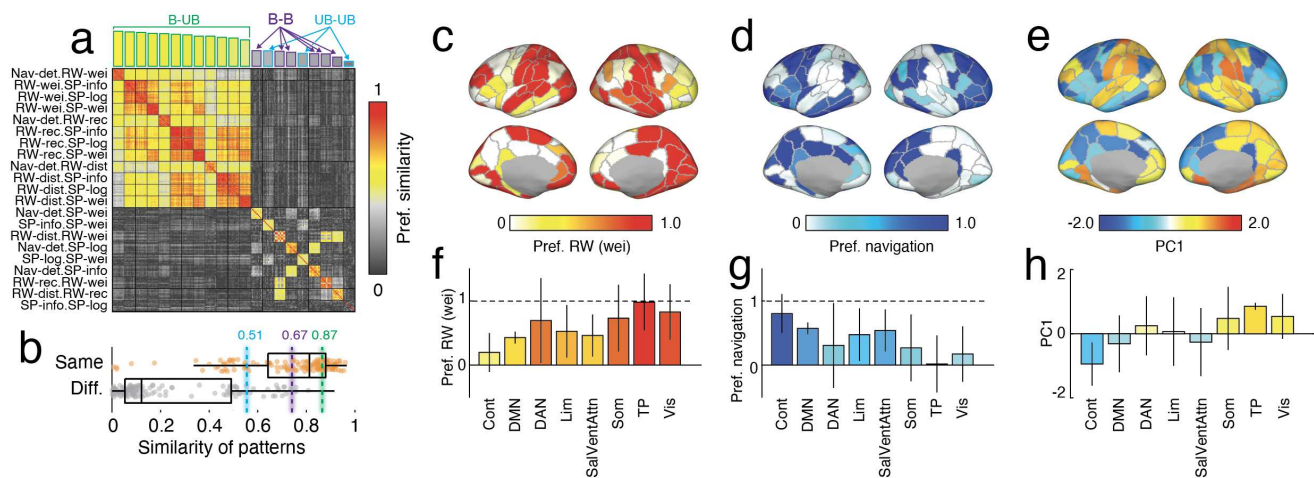 B-UB
B-B
UB-UB
a
Nav-det.RW-wei
RW-wei.SP-info
RW-wei.SP-log
RW-wei.SP-wei
Nav-det.RW-rec
RW-rec.SP-info
RW-rec.SP-log
RW-rec.SP-wei
Nav-det.RW-dist
RW-dist.SP-info
RW-dist.SP-log
RW-dist.SP-wei
Nav-det.SP-wei
SP-info.SP-wei
RW-dist.RW-wei
Nav-det.SP-log
SP-log.SP-wei
Nav-det.SP-info
RW-rec.RW-wei
RW-dist.RW-rec
SP-info.SP-log
1
Pref. similarity
0
b
0.51
0.67
0.87
Same
Diff.
0 0.2 0.4 0.6 0.8 1
Similarity of patterns
c
0 1.0
Pref. RW (wei)
d
0 1.0
Pref. navigation
e
-2.0 2.0
PC1
f
Pref. RW (wei)
1
0
Cont
DMN
DAN
Lim
SalVentAttn
Som
TP
Vis
g
Pref. navigation
1
0
Cont
DMN
DAN
Lim
SalVentAttn
Som
TP
Vis
h
PC1
2
0
-2
Cont
DMN
DAN
Lim
SalVentAttn
Som
TP
Vis